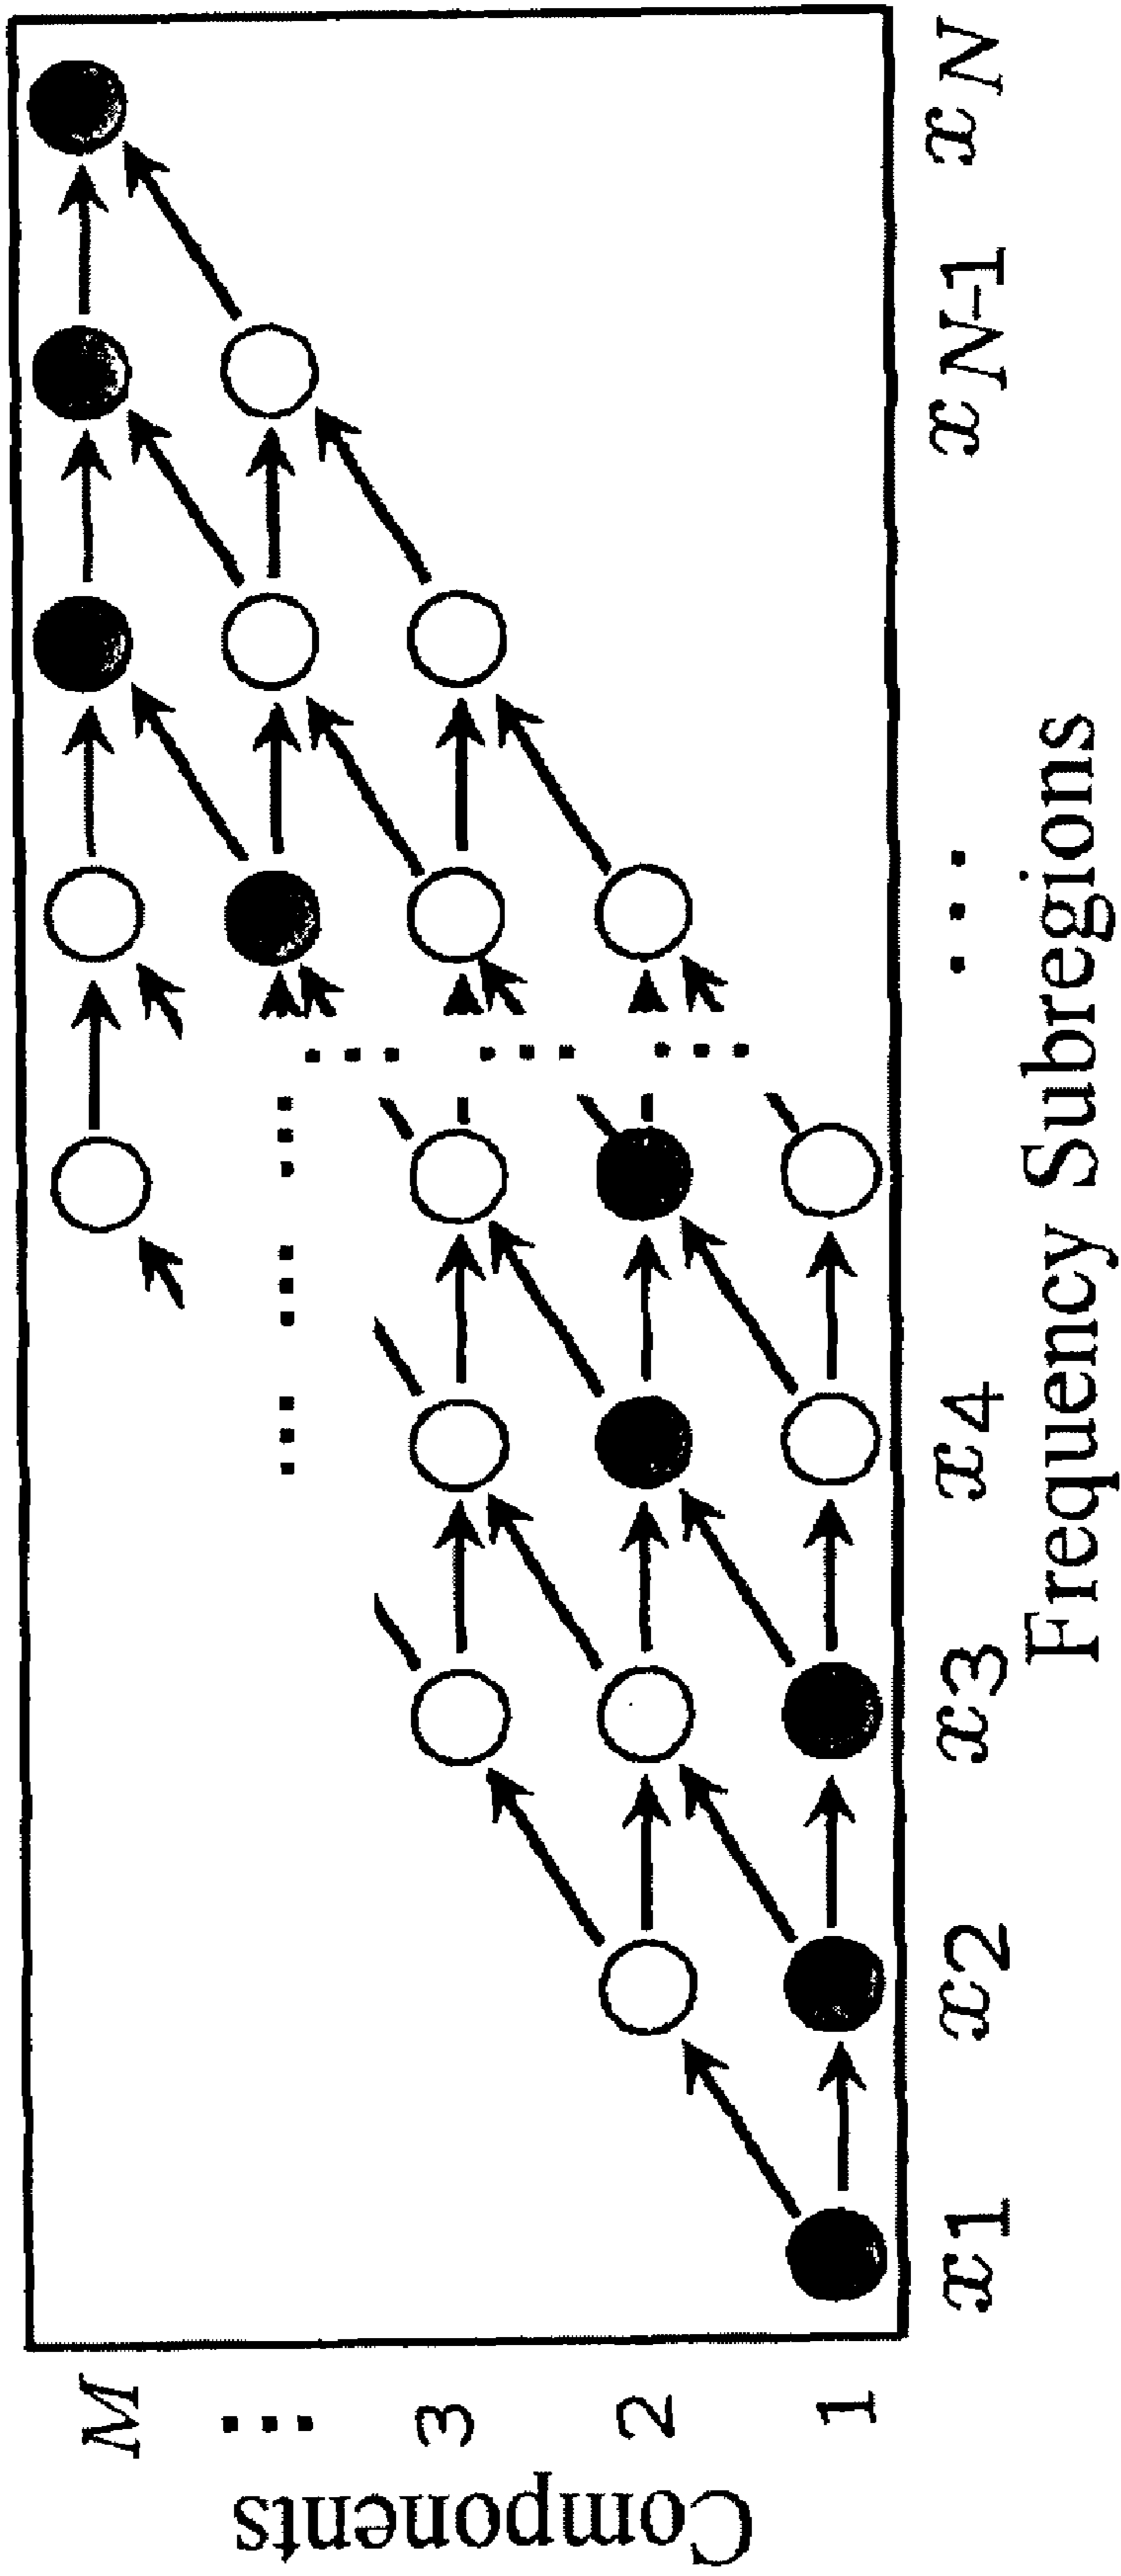 Components
M
⋮
3
2
1
x1 x2 x3 x4 ... xN-1 xN
Frequency Subregions